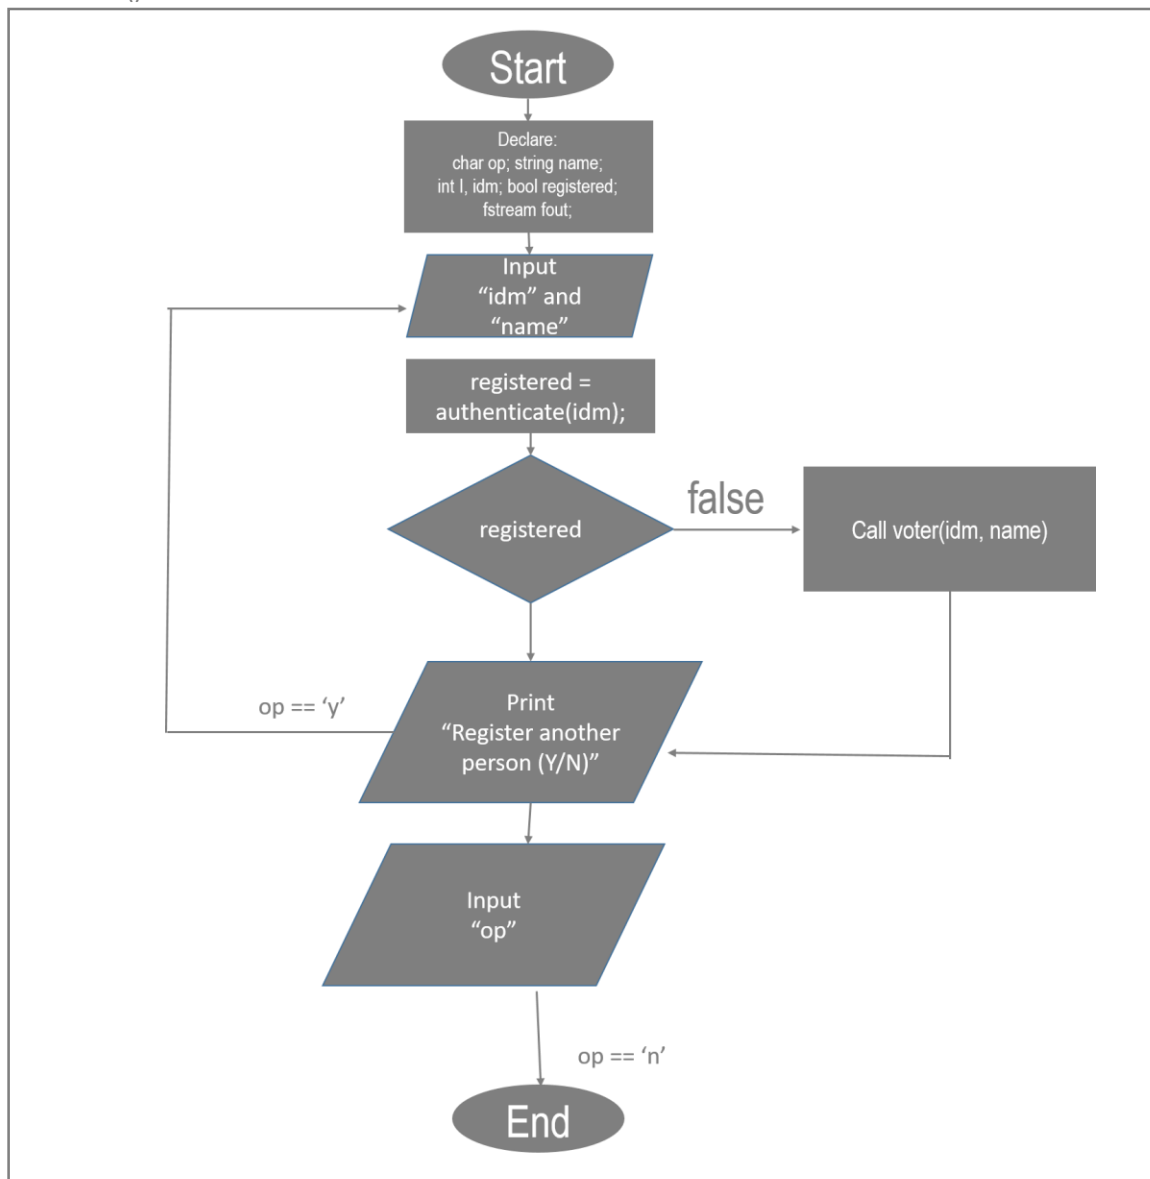 Start
Declare:
char op; string name;
int I, idm; bool registered;
fstream fout;
Input
“idm” and
“name”
registered =
authenticate(idm);
registered
false
Call voter(idm, name)
Print
“Register another
person (Y/N)”
op == ‘y’
Input
“op”
op == ‘n’
End